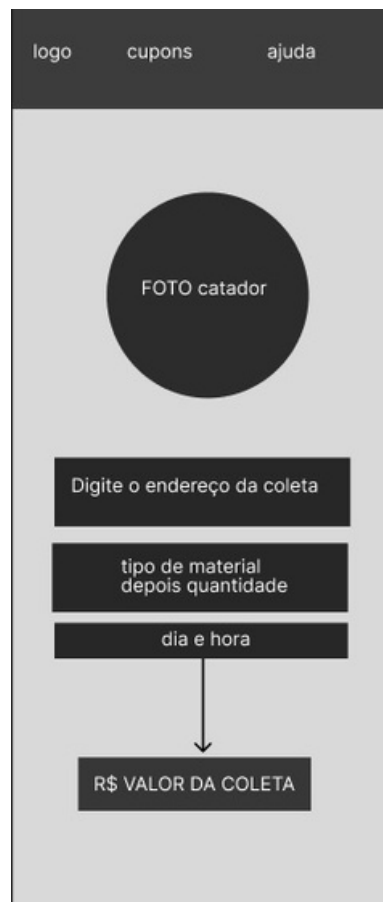 logo cupons ajuda
FOTO catador
Digite o endereço da coleta
tipo de material
depois quantidade
dia e hora
R$ VALOR DA COLETA